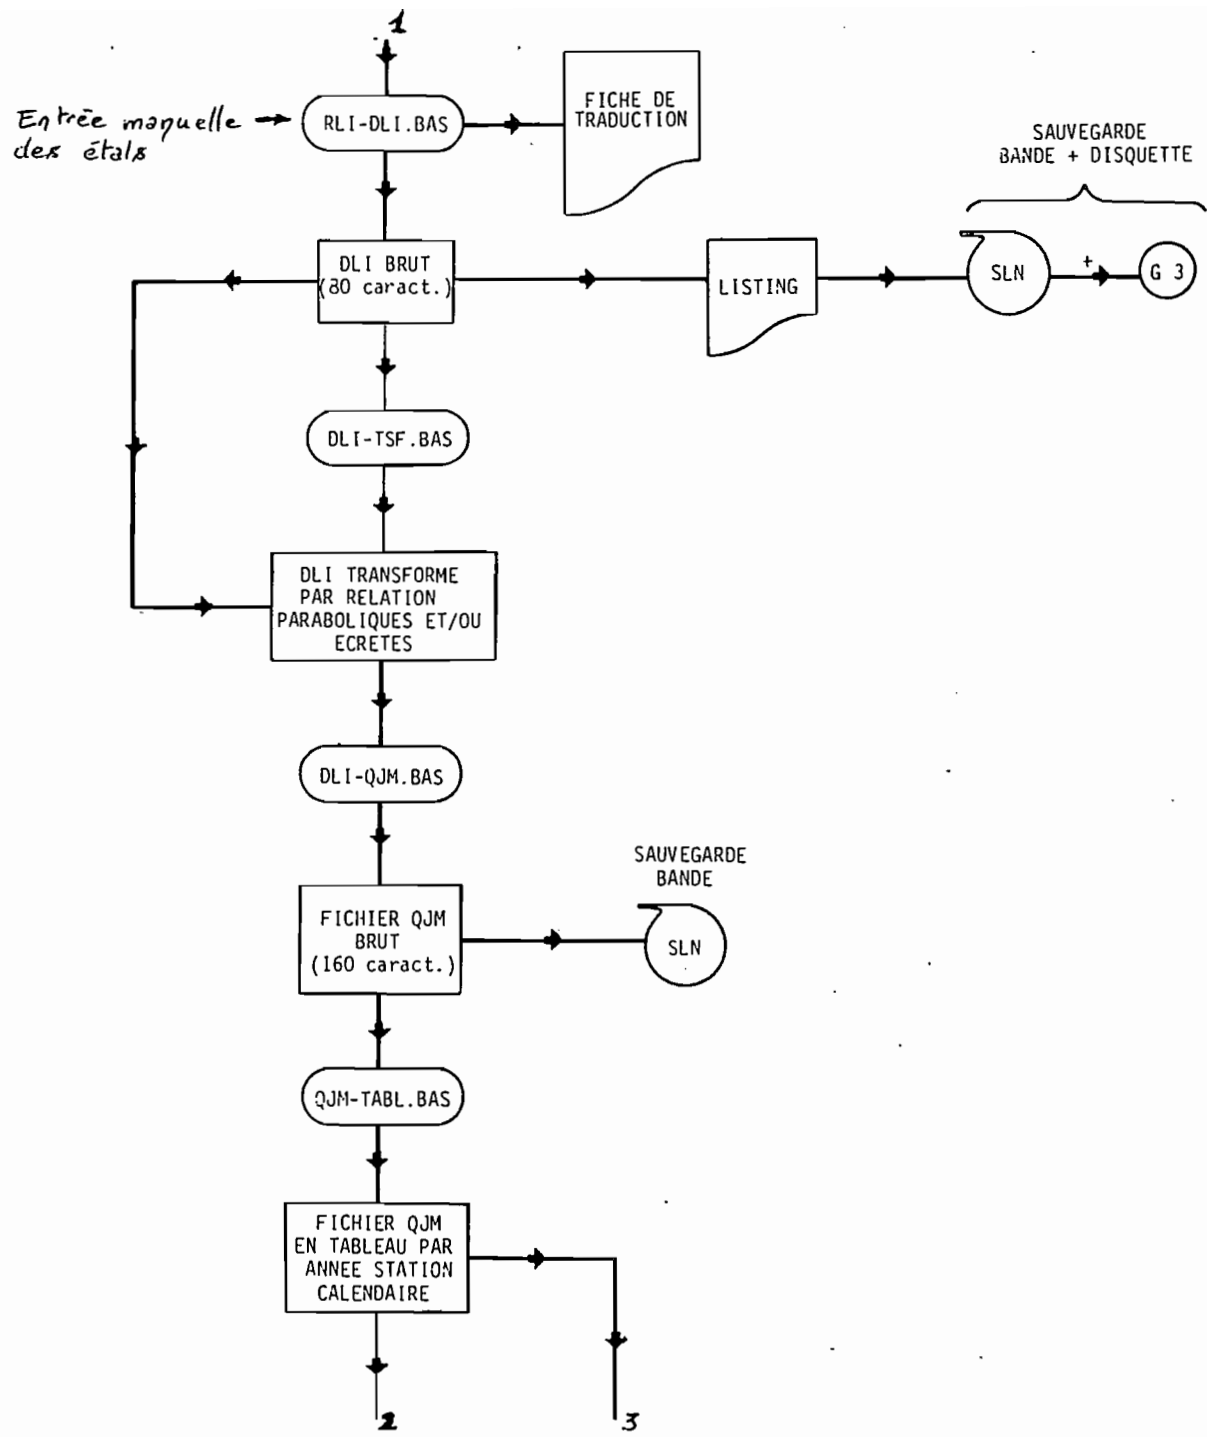 1
Entrée manuelle
des états
RLI-DLI.BAS
FICHE DE
TRADUCTION
SAUVEGARDE
BANDE + DISQUETTE
DLI BRUT
(80 caract.)
LISTING
SLN
+
G 3
DLI-TSF.BAS
DLI TRANSFORME
PAR RELATION
PARABOLIQUES ET/OU
ECRETES
DLI-QJM.BAS
SAUVEGARDE
BANDE
FICHIER QJM
BRUT
(160 caract.)
SLN
QJM-TABL.BAS
FICHIER QJM
EN TABLEAU PAR
ANNEE STATION
CALENDAIRE
2
3